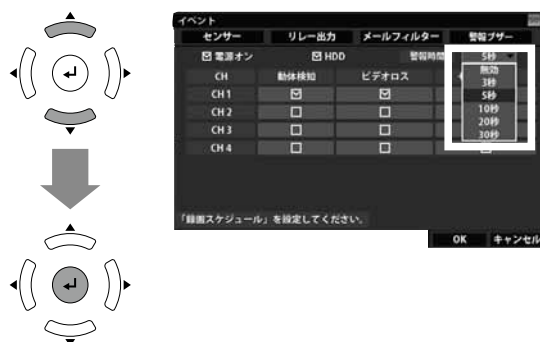 イベント
センサー リレー出力 メールフィルター 警報ブザー
電源オン HDD 警報時間 5秒
CH 動体検知 ビデオロス
無効
3秒
5秒
10秒
20秒
30秒
CH 1
CH 2
CH 3
CH 4
「録画スケジュール」を設定してください。
OK キャンセル